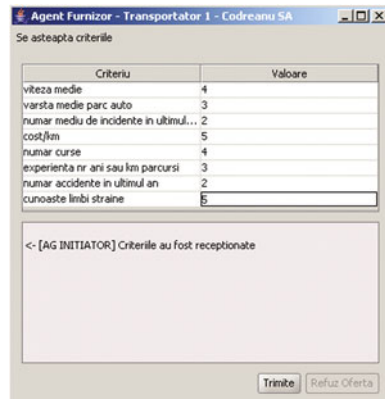 Agent Furnizor - Transportator 1 - Codreanu SA
Se asteapta criteriile
Criteriu Valoare
viteza medie 4
varsta medie parc auto 3
numar mediu de incidente in ultimul... 2
cost/km 5
numar curse 4
experienta nr ani sau km parcursi 3
numar accidente in ultimul an 2
cunoaste limbi straine 5
<- [AG INITIATOR] Criteriile au fost receptionate
Trimite Refuz Oferta